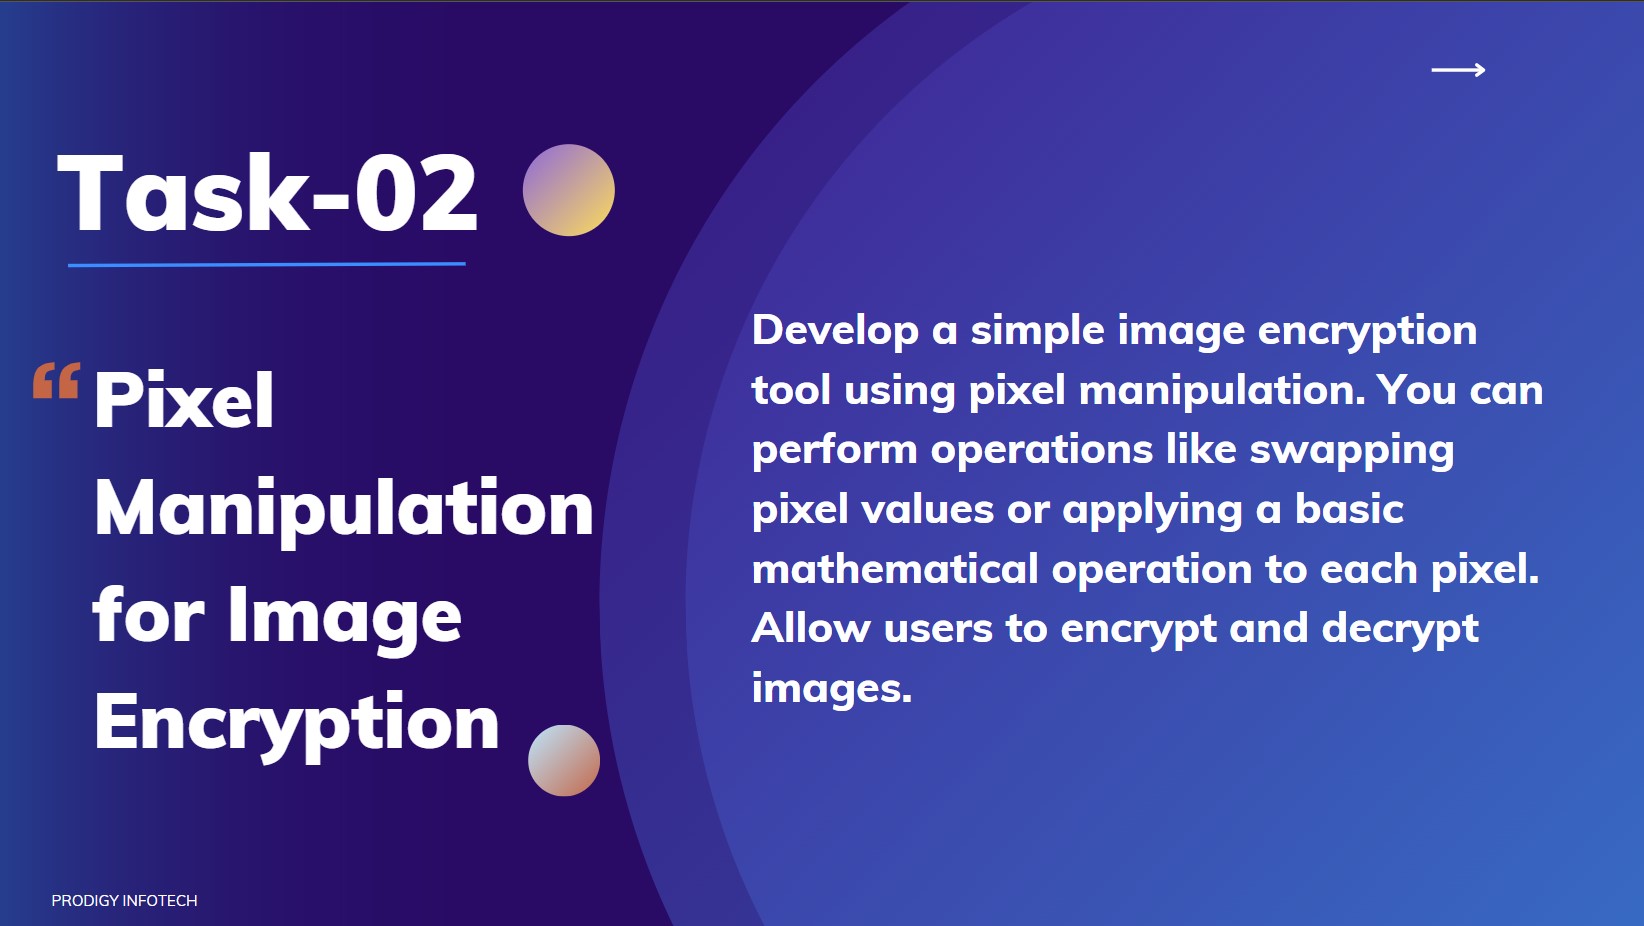 Task-02
“ Pixel
Manipulation
for Image
Encryption
Develop a simple image encryption
tool using pixel manipulation. You can
perform operations like swapping
pixel values or applying a basic
mathematical operation to each pixel.
Allow users to encrypt and decrypt
images.
PRODIGY INFOTECH